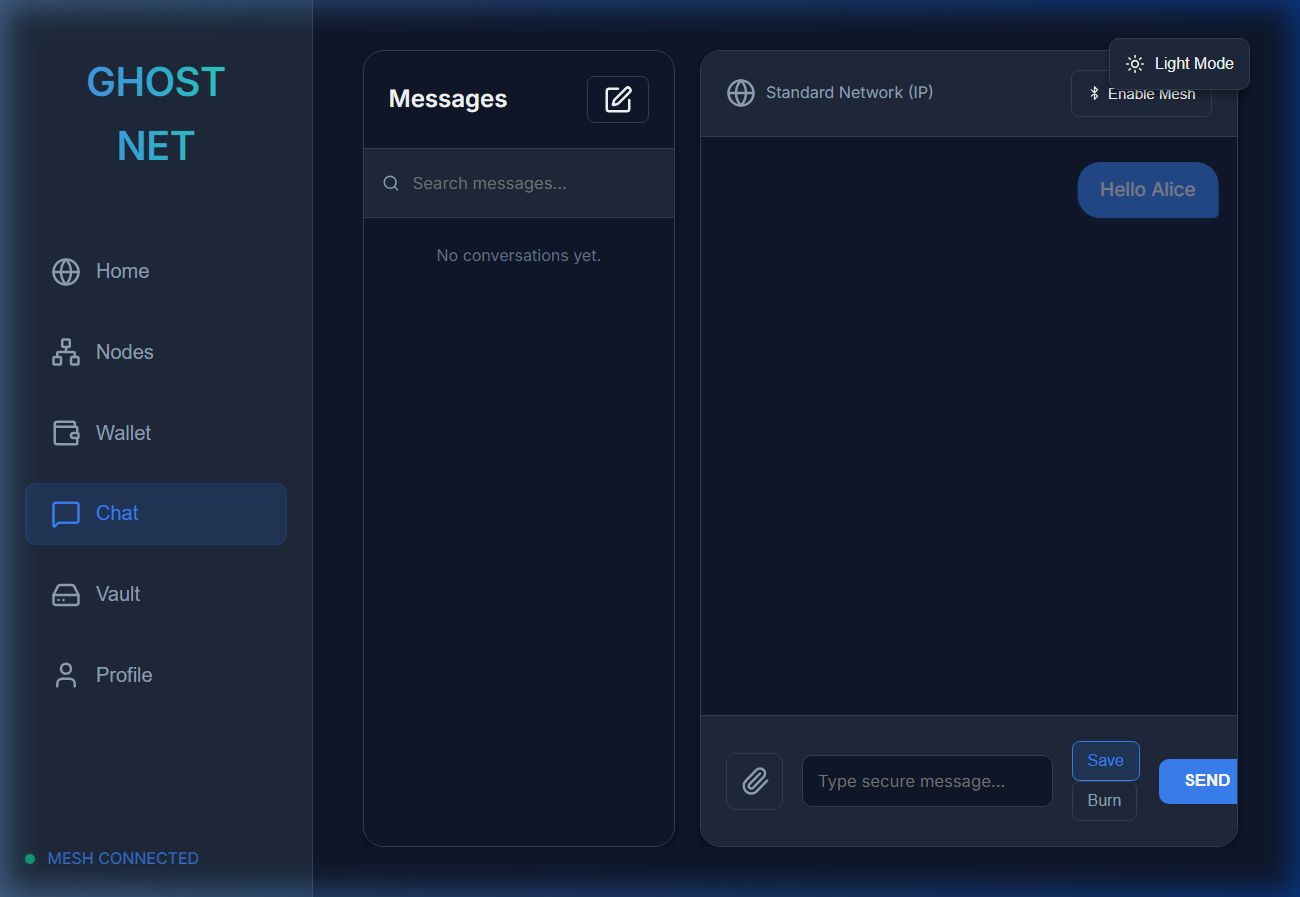 GHOST
NET
Home
Nodes
Wallet
Chat
Vault
Profile
MESH CONNECTED
Messages
Search messages...
No conversations yet.
Standard Network (IP)
Light Mode
Enable Mesh
Hello Alice
Type secure message...
Save
Burn
SEND